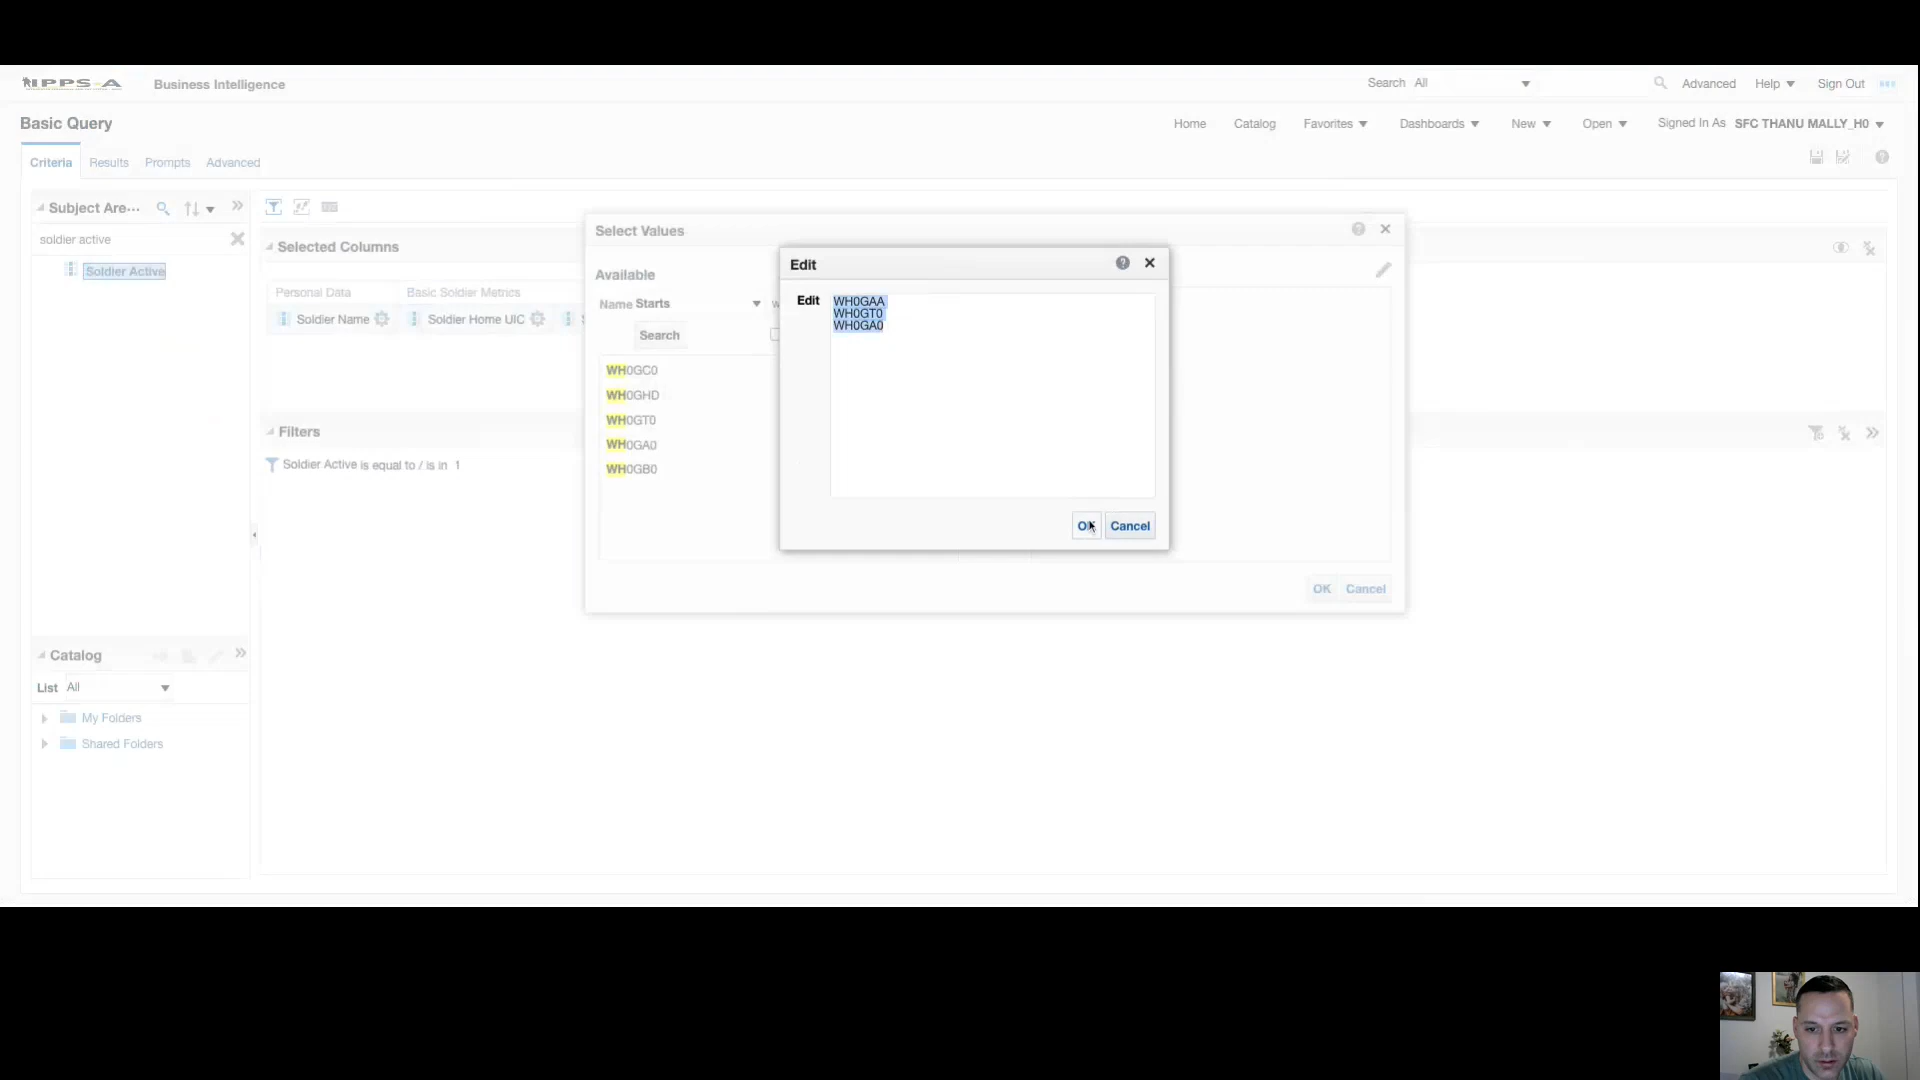 IPPS-A Business Intelligence Search All Advanced Help Sign Out
Basic Query
Home Catalog Favorites Dashboards New Open Signed In As SFC THANU MALLY_H0
Criteria Results Prompts Advanced
Subject Are...
soldier active
Soldier Active
Selected Columns
Personal Data Basic Soldier Metrics
Soldier Name Soldier Home UIC
Filters
Soldier Active is equal to / is in 1
Select Values
Available
Name Starts
Search
WH0GC0
WH0GHD
WH0GT0
WH0GA0
WH0GB0
OK Cancel
Edit
Edit
WH0GAA
WH0GT0
WH0GA0
OK Cancel
Catalog
List All
My Folders
Shared Folders